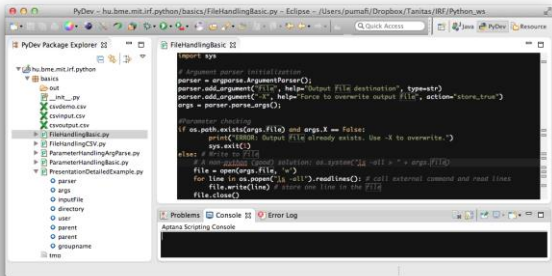 PyDev - hu.bme.mit.irf.python/basics/FileHandlingBasic.py - Eclipse - /Users/pumafi/Dropbox/Tanitas/IRF/Python_ws
Quick Access
Java
PyDev
Resource
PyDev Package Explorer
hu.bme.mit.irf.python
basics
out
__init__.py
csvdemo.csv
csvinput.csv
csvoutput.csv
FileHandlingBasic.py
FileHandlingCSV.py
ParameterHandlingArgParse.py
ParameterHandlingBasic.py
PresentationDetailedExample.py
parser
args
inputFile
directory
user
parent
parent
groupname
tmo
FileHandlingBasic
import sys
# Argument parser initialization
parser = argparse.ArgumentParser();
parser.add_argument("file", help="Output File destination", type=str)
parser.add_argument("-X", help="Force to overwrite output File", action="store_true")
args = parser.parse_args();
#Parameter checking
if os.path.exists(args.file) and args.X == False:
print("ERROR: Output File already exists. Use -X to overwrite.")
sys.exit(1)
else: # Write to File
# A non-python (good) solution: os.system("ls -all > " + args.file)
file = open(args.file, 'w')
for line in os.popen("ls -all").readlines(): # call external command and read lines
file.write(line) # store one line in the File
file.close()
Problems
Console
Error Log
Aptana Scripting Console